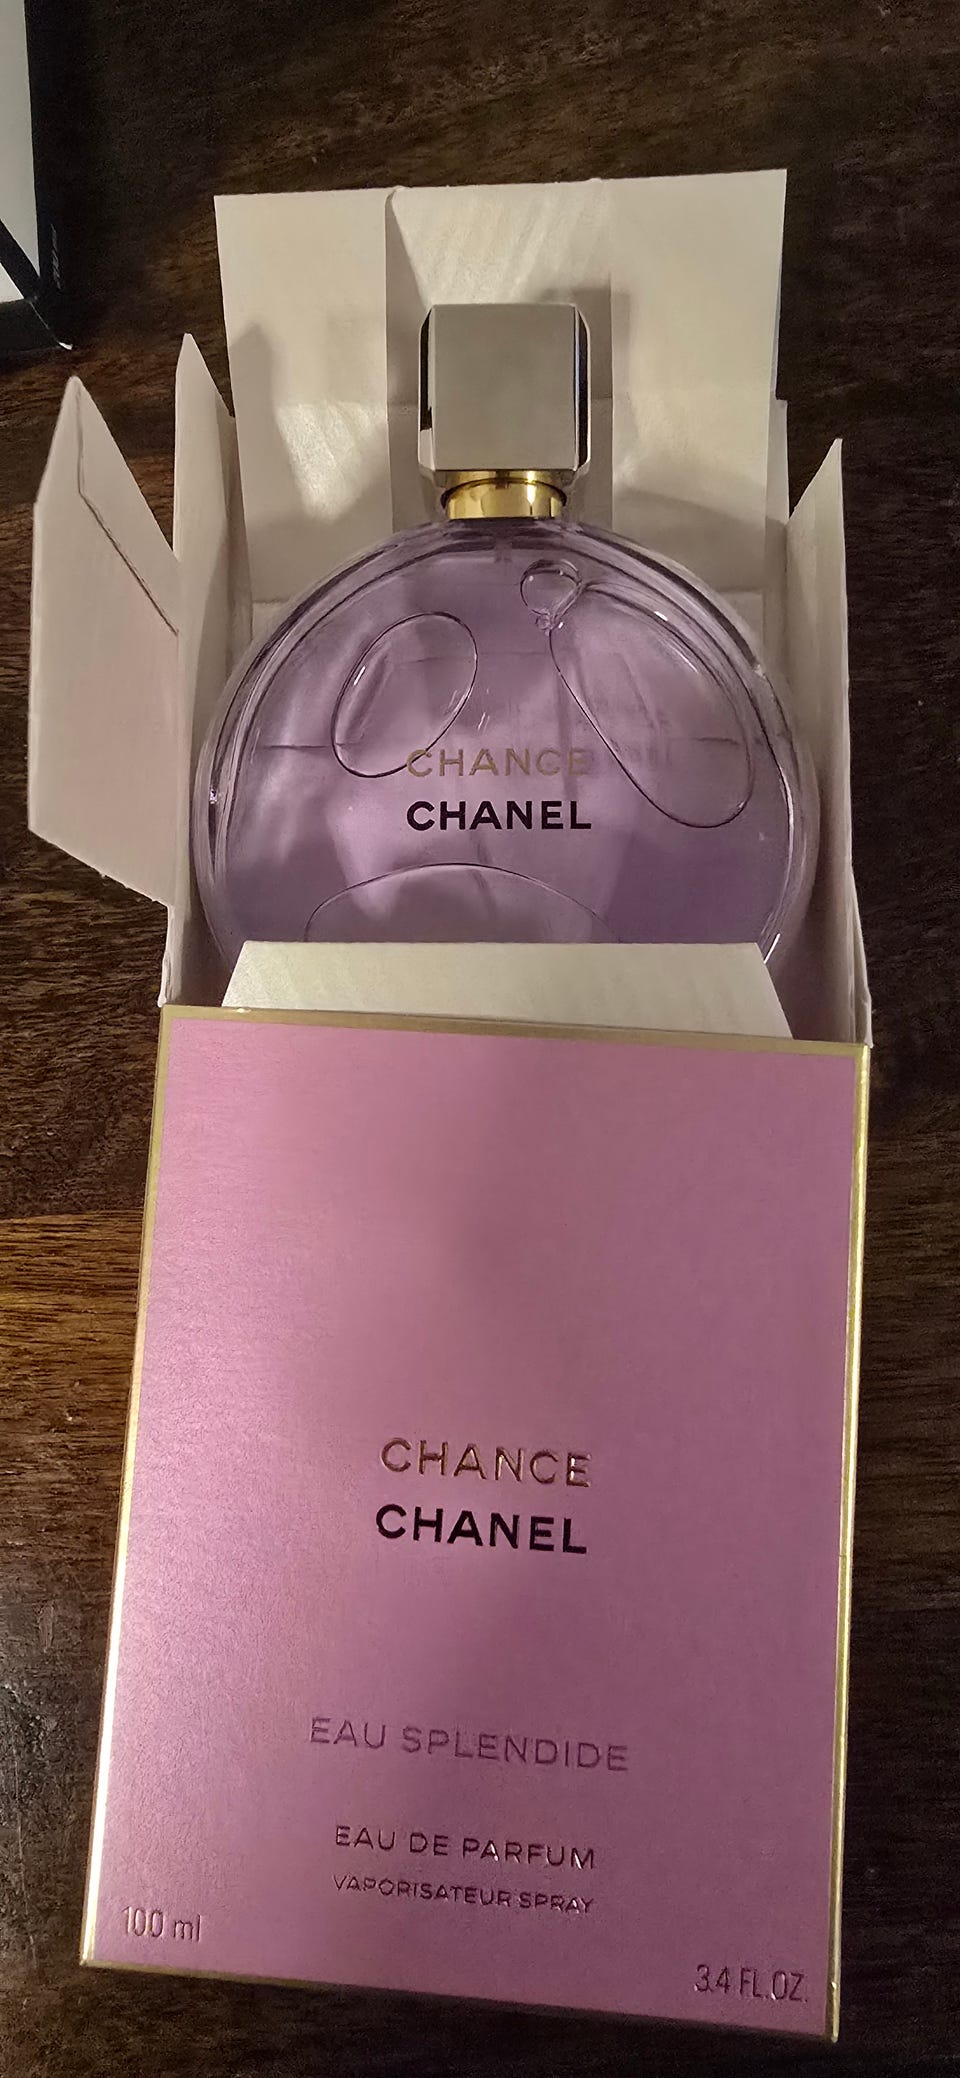 CHANCE
CHANEL
CHANCE
CHANEL
EAU SPLENDIDE
EAU DE PARFUM
VAPORISATEUR SPRAY
100 ml
3.4 FL.OZ.